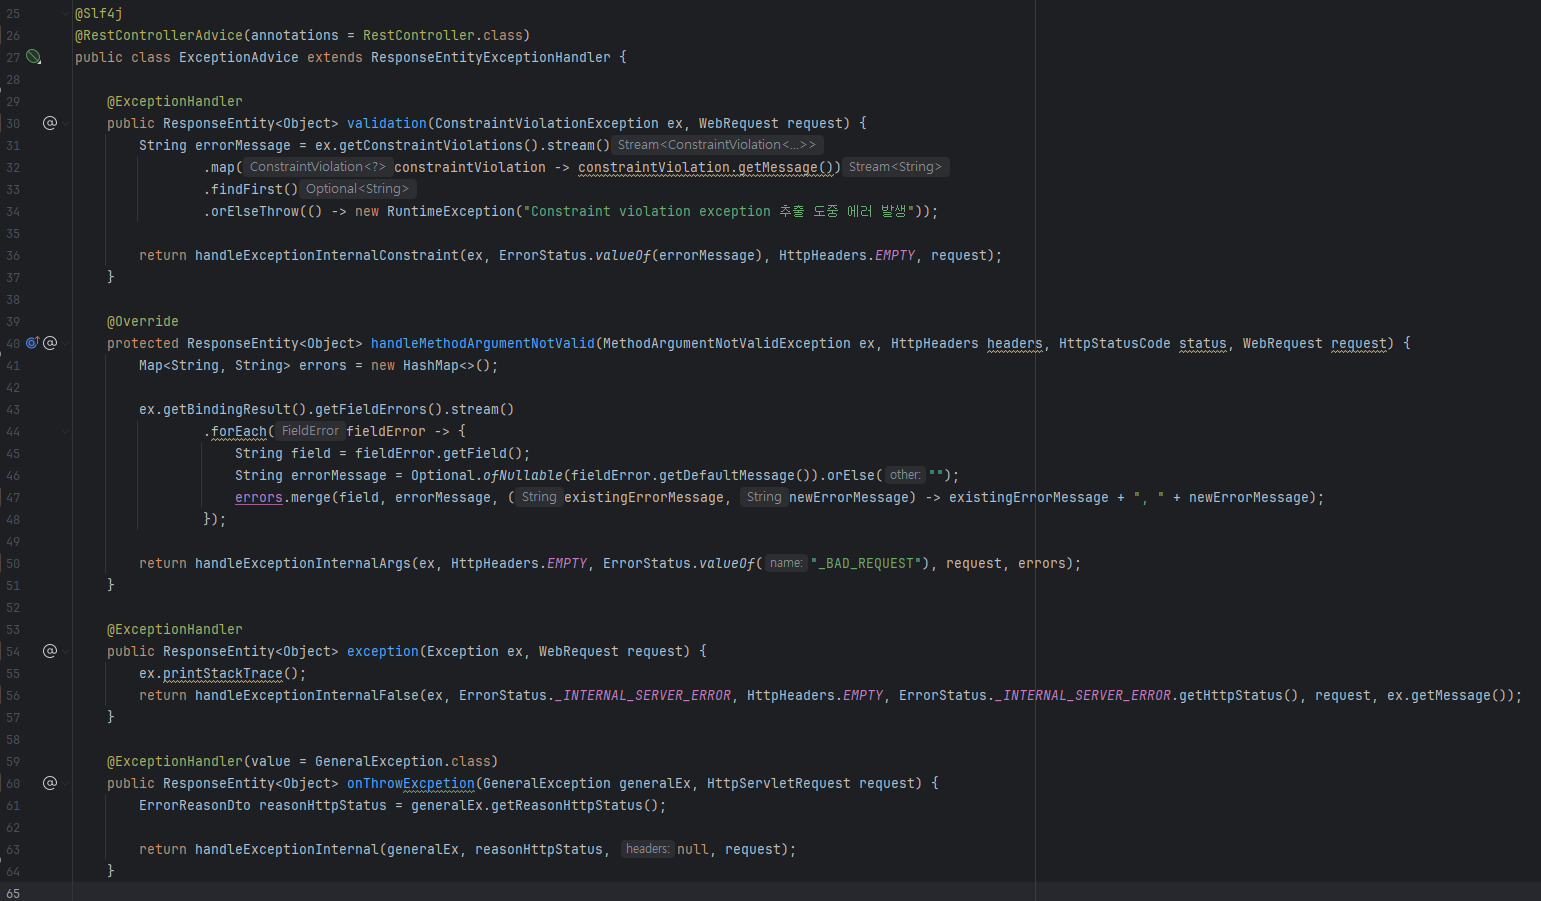 25 @Slf4j
26 @RestControllerAdvice(annotations = RestController.class)
27 public class ExceptionAdvice extends ResponseEntityExceptionHandler {
28
29 @ExceptionHandler
30 public ResponseEntity<Object> validation(ConstraintViolationException ex, WebRequest request) {
31 String errorMessage = ex.getConstraintViolations().stream() Stream<ConstraintViolation<...>>
32 .map( ConstraintViolation<?> constraintViolation -> constraintViolation.getMessage()) Stream<String>
33 .findFirst() Optional<String>
34 .orElseThrow(() -> new RuntimeException("Constraint violation exception 추출 도중 에러 발생"));
35
36 return handleExceptionInternalConstraint(ex, ErrorStatus.valueOf(errorMessage), HttpHeaders.EMPTY, request);
37 }
38
39 @Override
40 protected ResponseEntity<Object> handleMethodArgumentNotValid(MethodArgumentNotValidException ex, HttpHeaders headers, HttpStatusCode status, WebRequest request) {
41 Map<String, String> errors = new HashMap<>();
42
43 ex.getBindingResult().getFieldErrors().stream()
44 .forEach( FieldError fieldError -> {
45 String field = fieldError.getField();
46 String errorMessage = Optional.ofNullable(fieldError.getDefaultMessage()).orElse( other: "");
47 errors.merge(field, errorMessage, ( String existingErrorMessage, String newErrorMessage) -> existingErrorMessage + ", " + newErrorMessage);
48 });
49
50 return handleExceptionInternalArgs(ex, HttpHeaders.EMPTY, ErrorStatus.valueOf( name: "_BAD_REQUEST"), request, errors);
51 }
52
53 @ExceptionHandler
54 public ResponseEntity<Object> exception(Exception ex, WebRequest request) {
55 ex.printStackTrace();
56 return handleExceptionInternalFalse(ex, ErrorStatus._INTERNAL_SERVER_ERROR, HttpHeaders.EMPTY, ErrorStatus._INTERNAL_SERVER_ERROR.getHttpStatus(), request, ex.getMessage());
57 }
58
59 @ExceptionHandler(value = GeneralException.class)
60 public ResponseEntity<Object> onThrowExcpetion(GeneralException generalEx, HttpServletRequest request) {
61 ErrorReasonDto reasonHttpStatus = generalEx.getReasonHttpStatus();
62
63 return handleExceptionInternal(generalEx, reasonHttpStatus, headers: null, request);
64 }
65